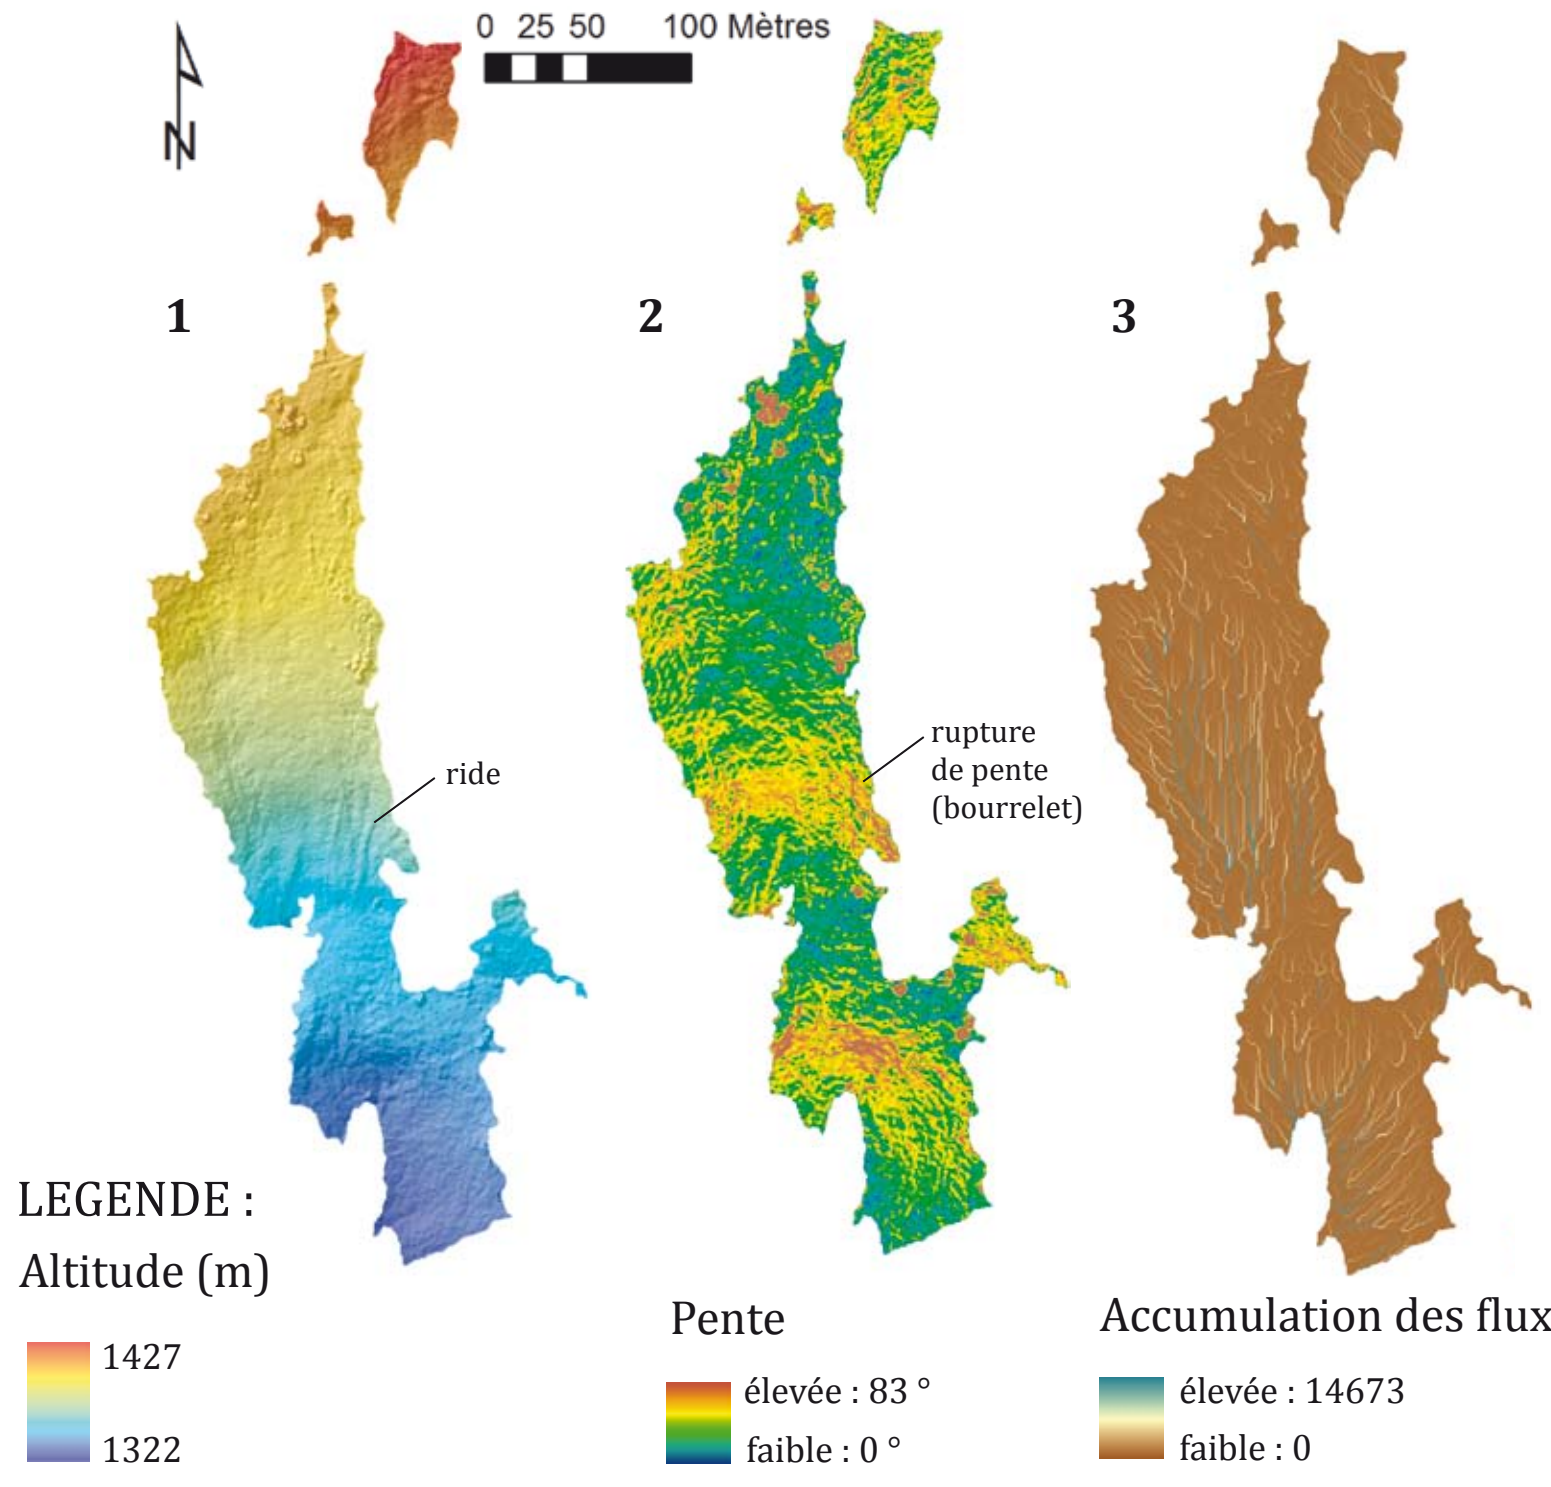 0 25 50 100 Mètres
N
1
2
3
ride
rupture
de pente
(bourrelet)
LEGENDE :
Altitude (m)
1427
1322
Pente
élevée : 83 °
faible : 0 °
Accumulation des flux
élevée : 14673
faible : 0